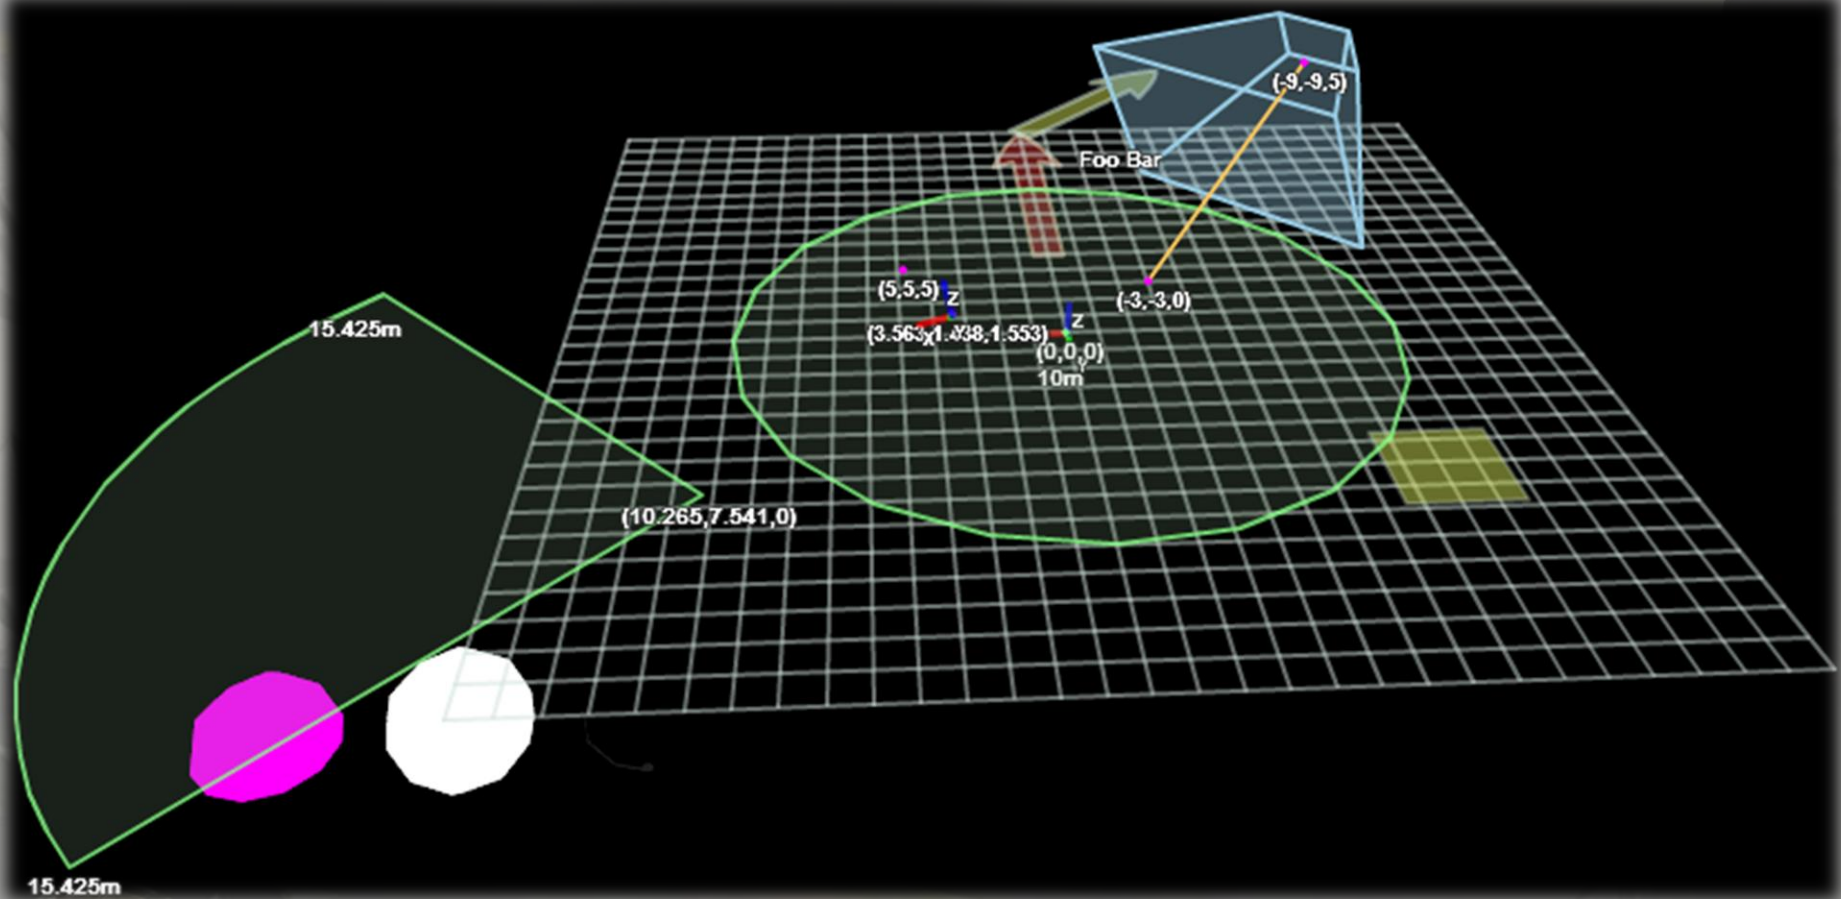 (-9,-9,5)
Foo Bar
(5,5,5)
Z
(-3,-3,0)
15.425m
Z
X
(0,0,0)
Y
10m
(10.265,7.541,0)
15.425m